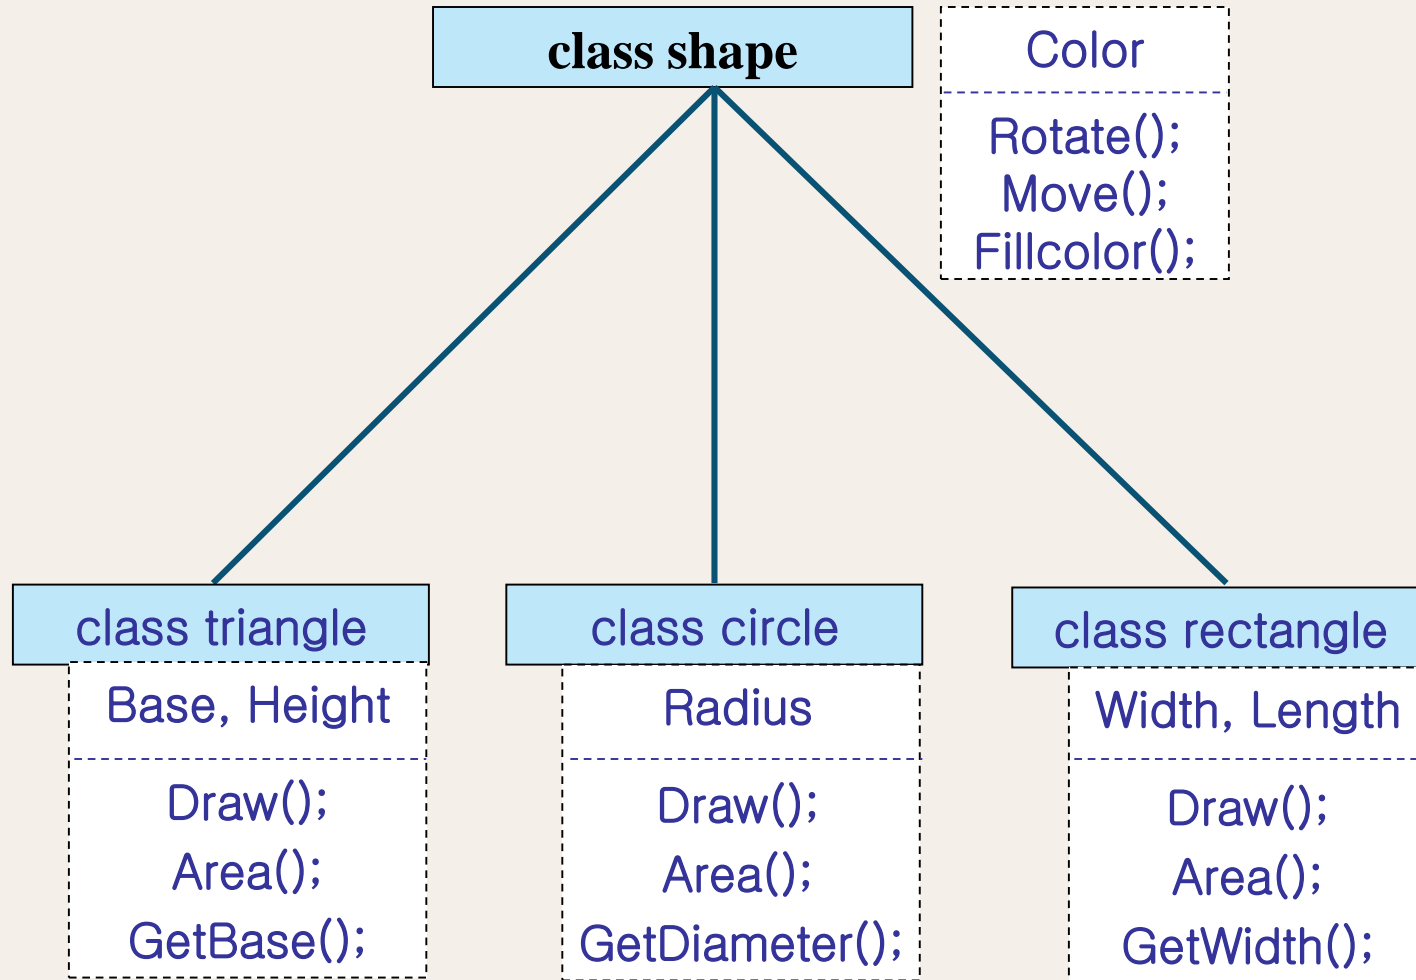 class shape
Color
Rotate();
Move();
Fillcolor();
class triangle
Base, Height
Draw();
Area();
GetBase();
class circle
Radius
Draw();
Area();
GetDiameter();
class rectangle
Width, Length
Draw();
Area();
GetWidth();